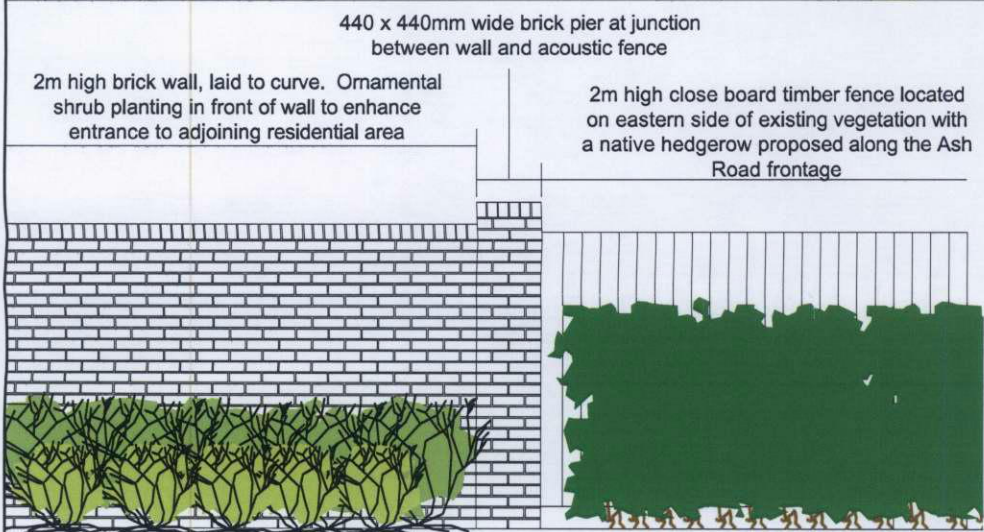 440 x 440mm wide brick pier at junction
between wall and acoustic fence
2m high brick wall, laid to curve. Ornamental
shrub planting in front of wall to enhance
entrance to adjoining residential area
2m high close board timber fence located
on eastern side of existing vegetation with
a native hedgerow proposed along the Ash
Road frontage